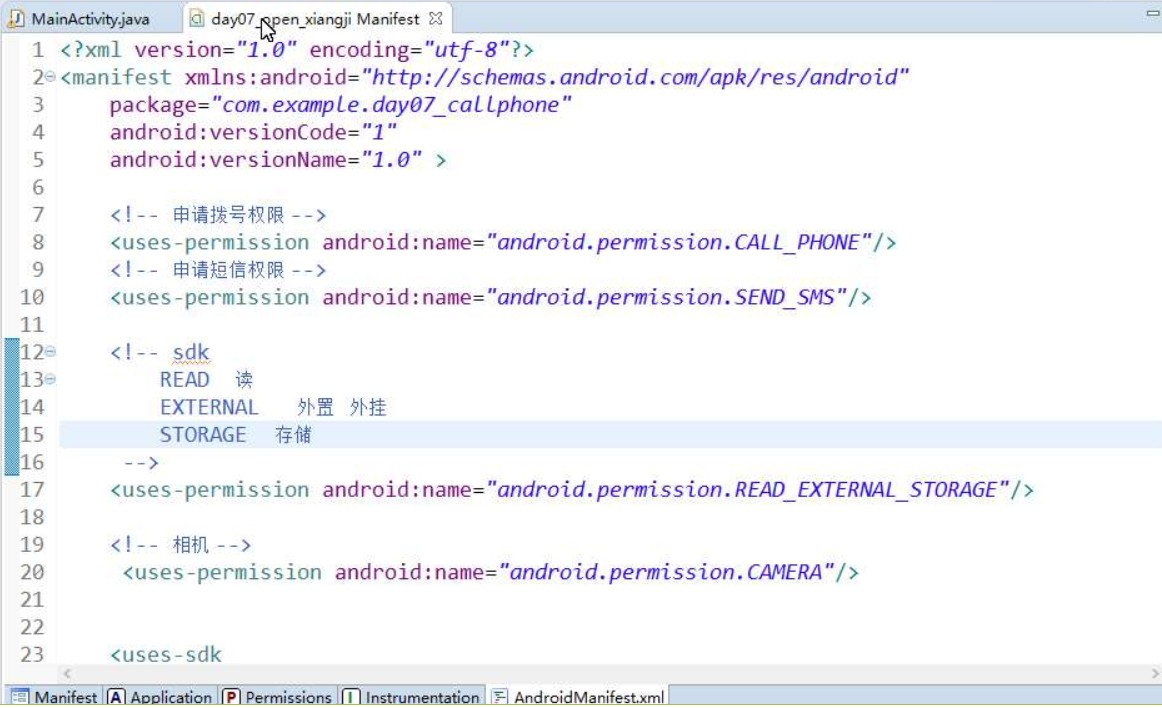 MainActivity.java day07_open_xiangji Manifest
1 <?xml version="1.0" encoding="utf-8"?>
2 <manifest xmlns:android="http://schemas.android.com/apk/res/android"
3 package="com.example.day07_callphone"
4 android:versionCode="1"
5 android:versionName="1.0" >
6
7 <!-- 申请拨号权限 -->
8 <uses-permission android:name="android.permission.CALL_PHONE"/>
9 <!-- 申请短信权限 -->
10 <uses-permission android:name="android.permission.SEND_SMS"/>
11
12 <!-- sdk
13 READ 读
14 EXTERNAL 外置 外挂
15 STORAGE 存储
16 -->
17 <uses-permission android:name="android.permission.READ_EXTERNAL_STORAGE"/>
18
19 <!-- 相机 -->
20 <uses-permission android:name="android.permission.CAMERA"/>
21
22
23 <uses-sdk
Manifest A Application P Permissions I Instrumentation AndroidManifest.xml